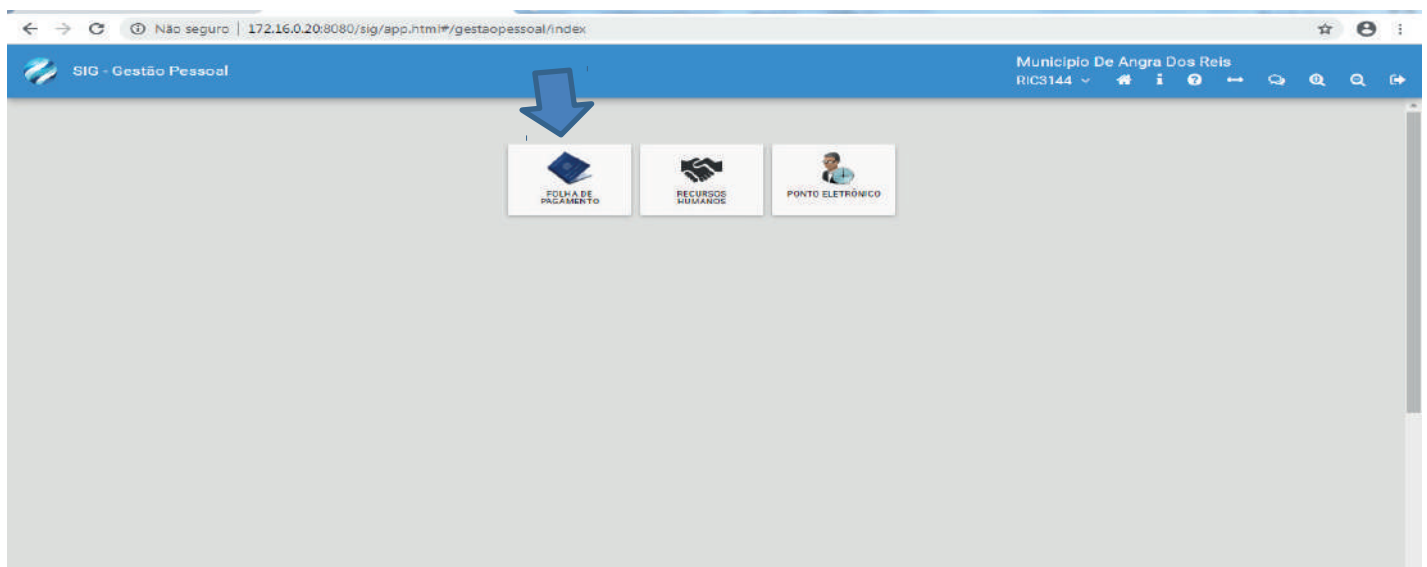 Não seguro | 172.16.0.20:8080/sig/app.html#/gestaopessoal/index
SIG - Gestão Pessoal
Município De Angra Dos Reis
RIC3144
FOLHA DE
PAGAMENTO
RECURSOS
HUMANOS
PONTO ELETRÔNICO